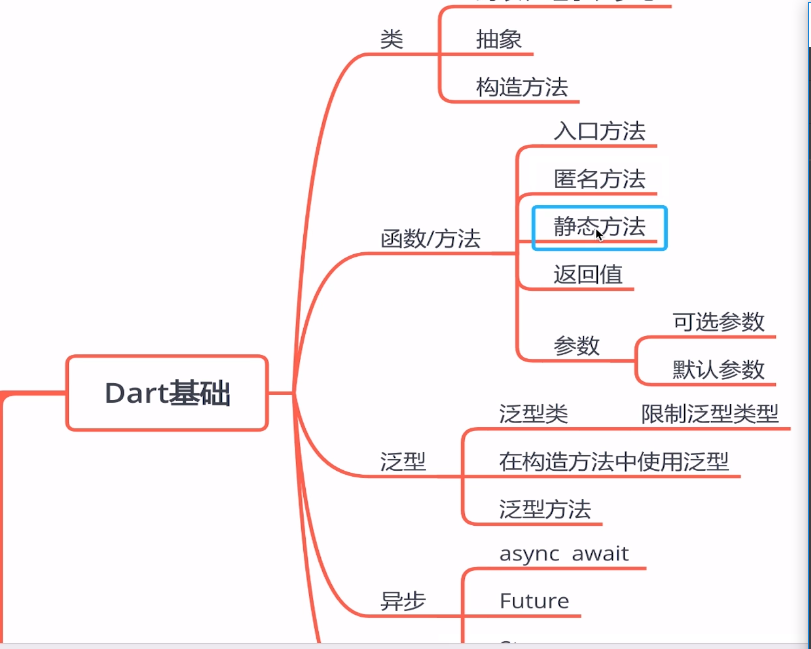 类
抽象
构造方法
入口方法
匿名方法
函数/方法
静态方法
返回值
参数
可选参数
默认参数
Dart基础
泛型
泛型类 限制泛型类型
在构造方法中使用泛型
泛型方法
异步
async await
Future